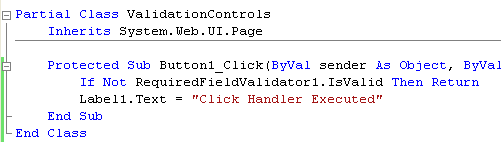 Partial Class ValidationControls
Inherits System.Web.UI.Page
Protected Sub Button1_Click(ByVal sender As Object, ByVal
If Not RequiredFieldValidator1.IsValid Then Return
Label1.Text = "Click Handler Executed"
End Sub
End Class